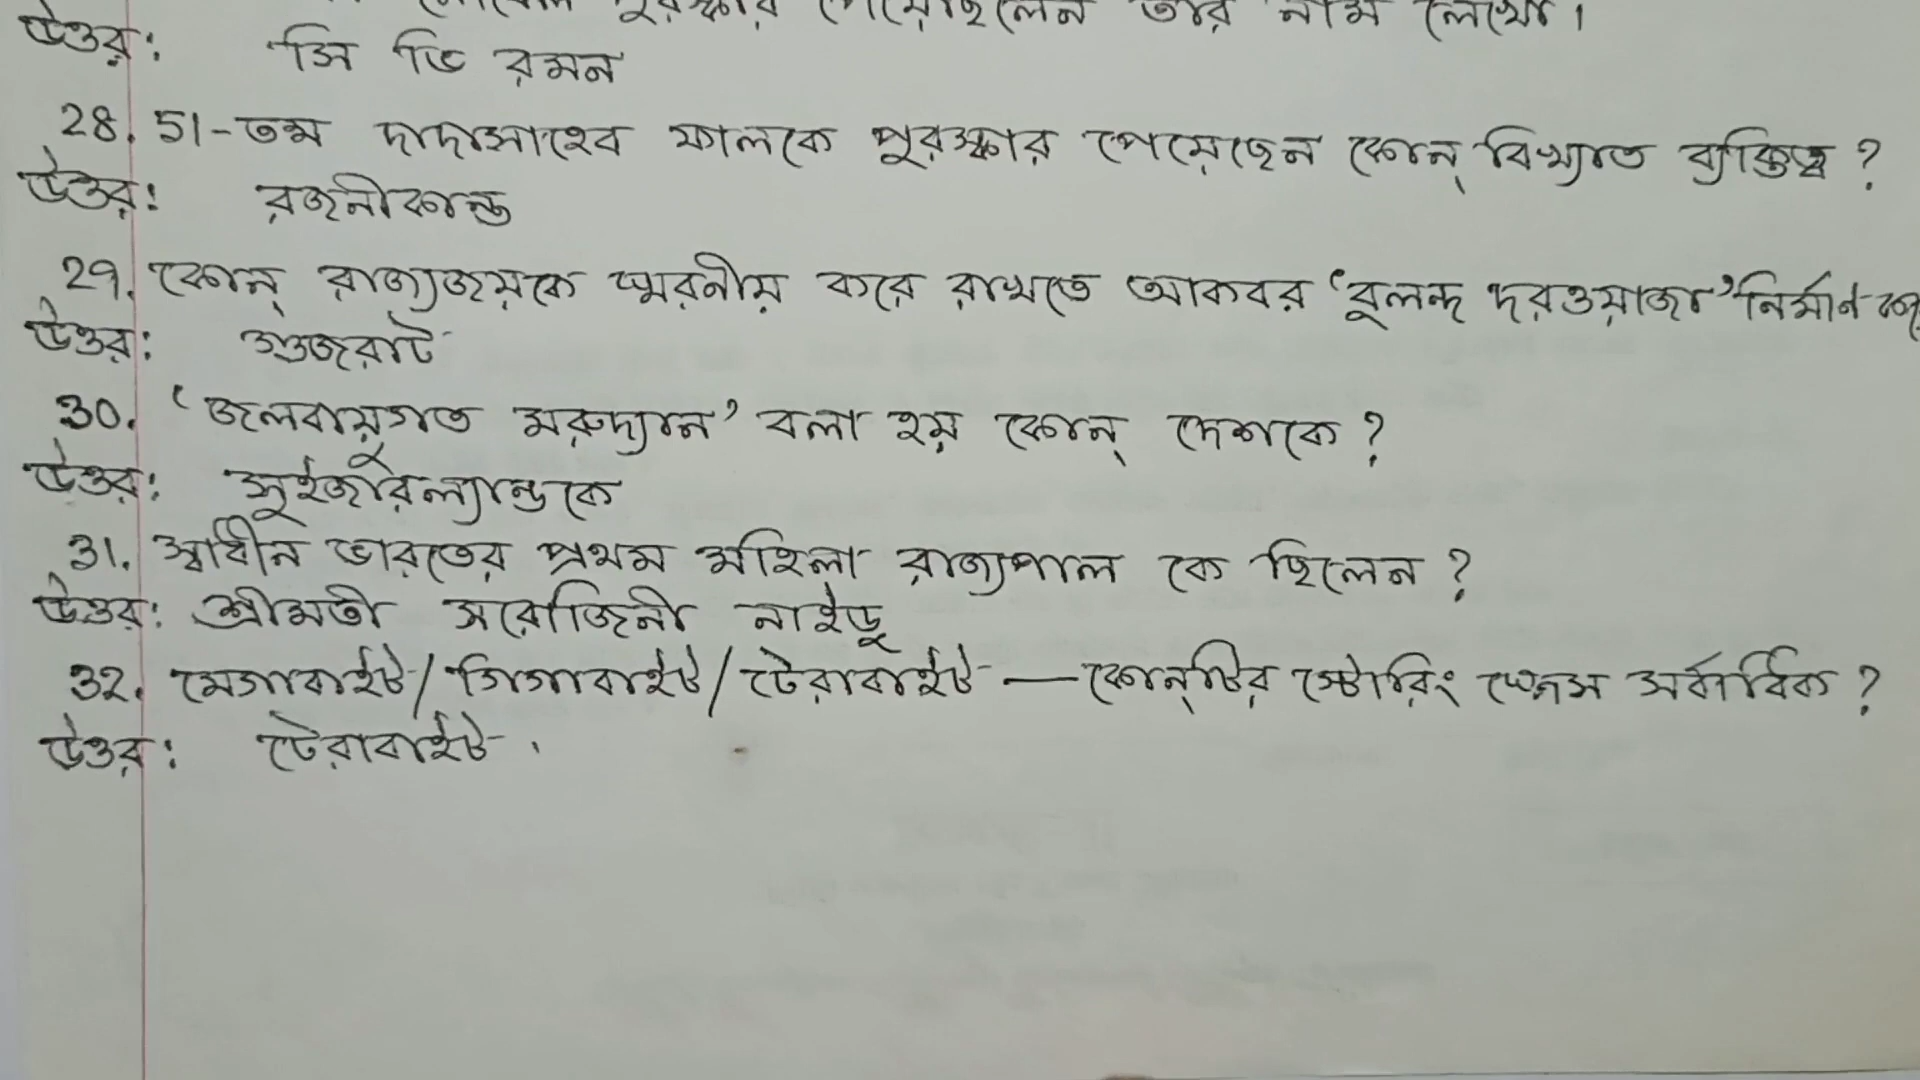 নোবেল পুরস্কার পেয়েছিলেন তার নাম লেখো।
উত্তর: সি ভি রমন
28. 51-তম দাদাসাহেব ফালকে পুরস্কার পেয়েছেন কোন্ বিখ্যাত ব্যক্তিত্ব ?
উত্তর: রজনীকান্ত
29. কোন্ রাজ্যজয়কে স্মরনীয় করে রাখতে আকবর ‘বুলন্দ দরওয়াজা’ নির্মান
উত্তর: গুজরাট
30. ‘জলবায়ুগত মরুদ্যান’ বলা হয় কোন্ দেশকে ?
উত্তর: সুইজারল্যান্ডকে
31. স্বাধীন ভারতের প্রথম মহিলা রাজ্যপাল কে ছিলেন ?
উত্তর: শ্রীমতী সরোজিনী নাইডু
32. মেগাবাইট/গিগাবাইট/টেরাবাইট — কোন্‌টির স্টোরিং স্পেস সর্বাধিক ?
উত্তর: টেরাবাইট